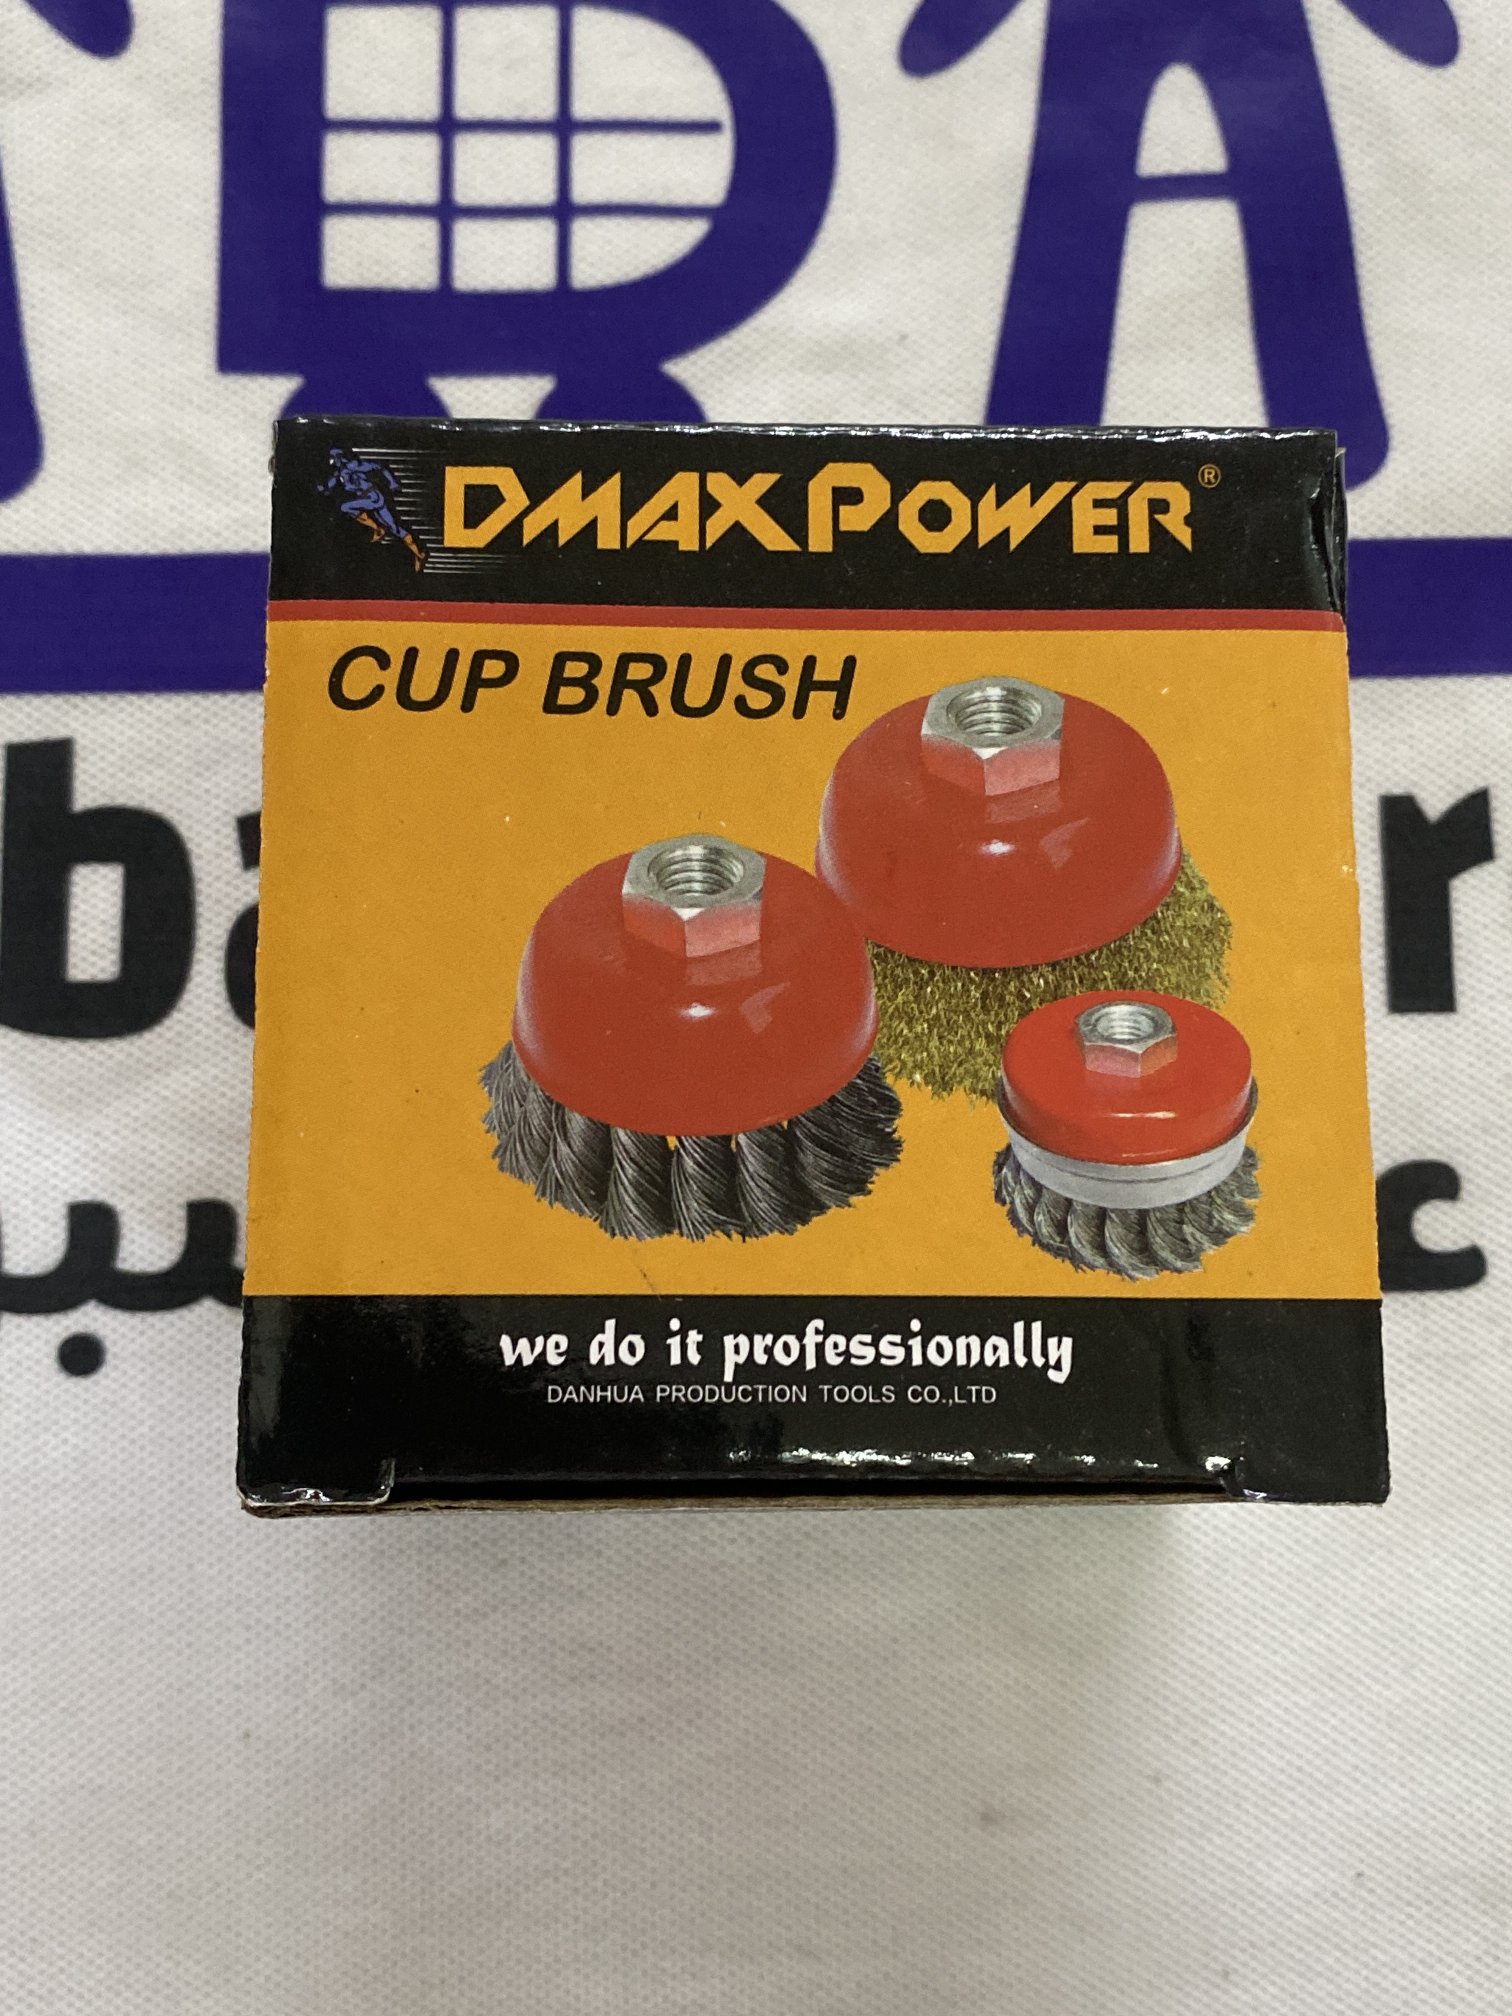 DMAXPOWER®
CUP BRUSH
we do it professionally
DANHUA PRODUCTION TOOLS CO.,LTD